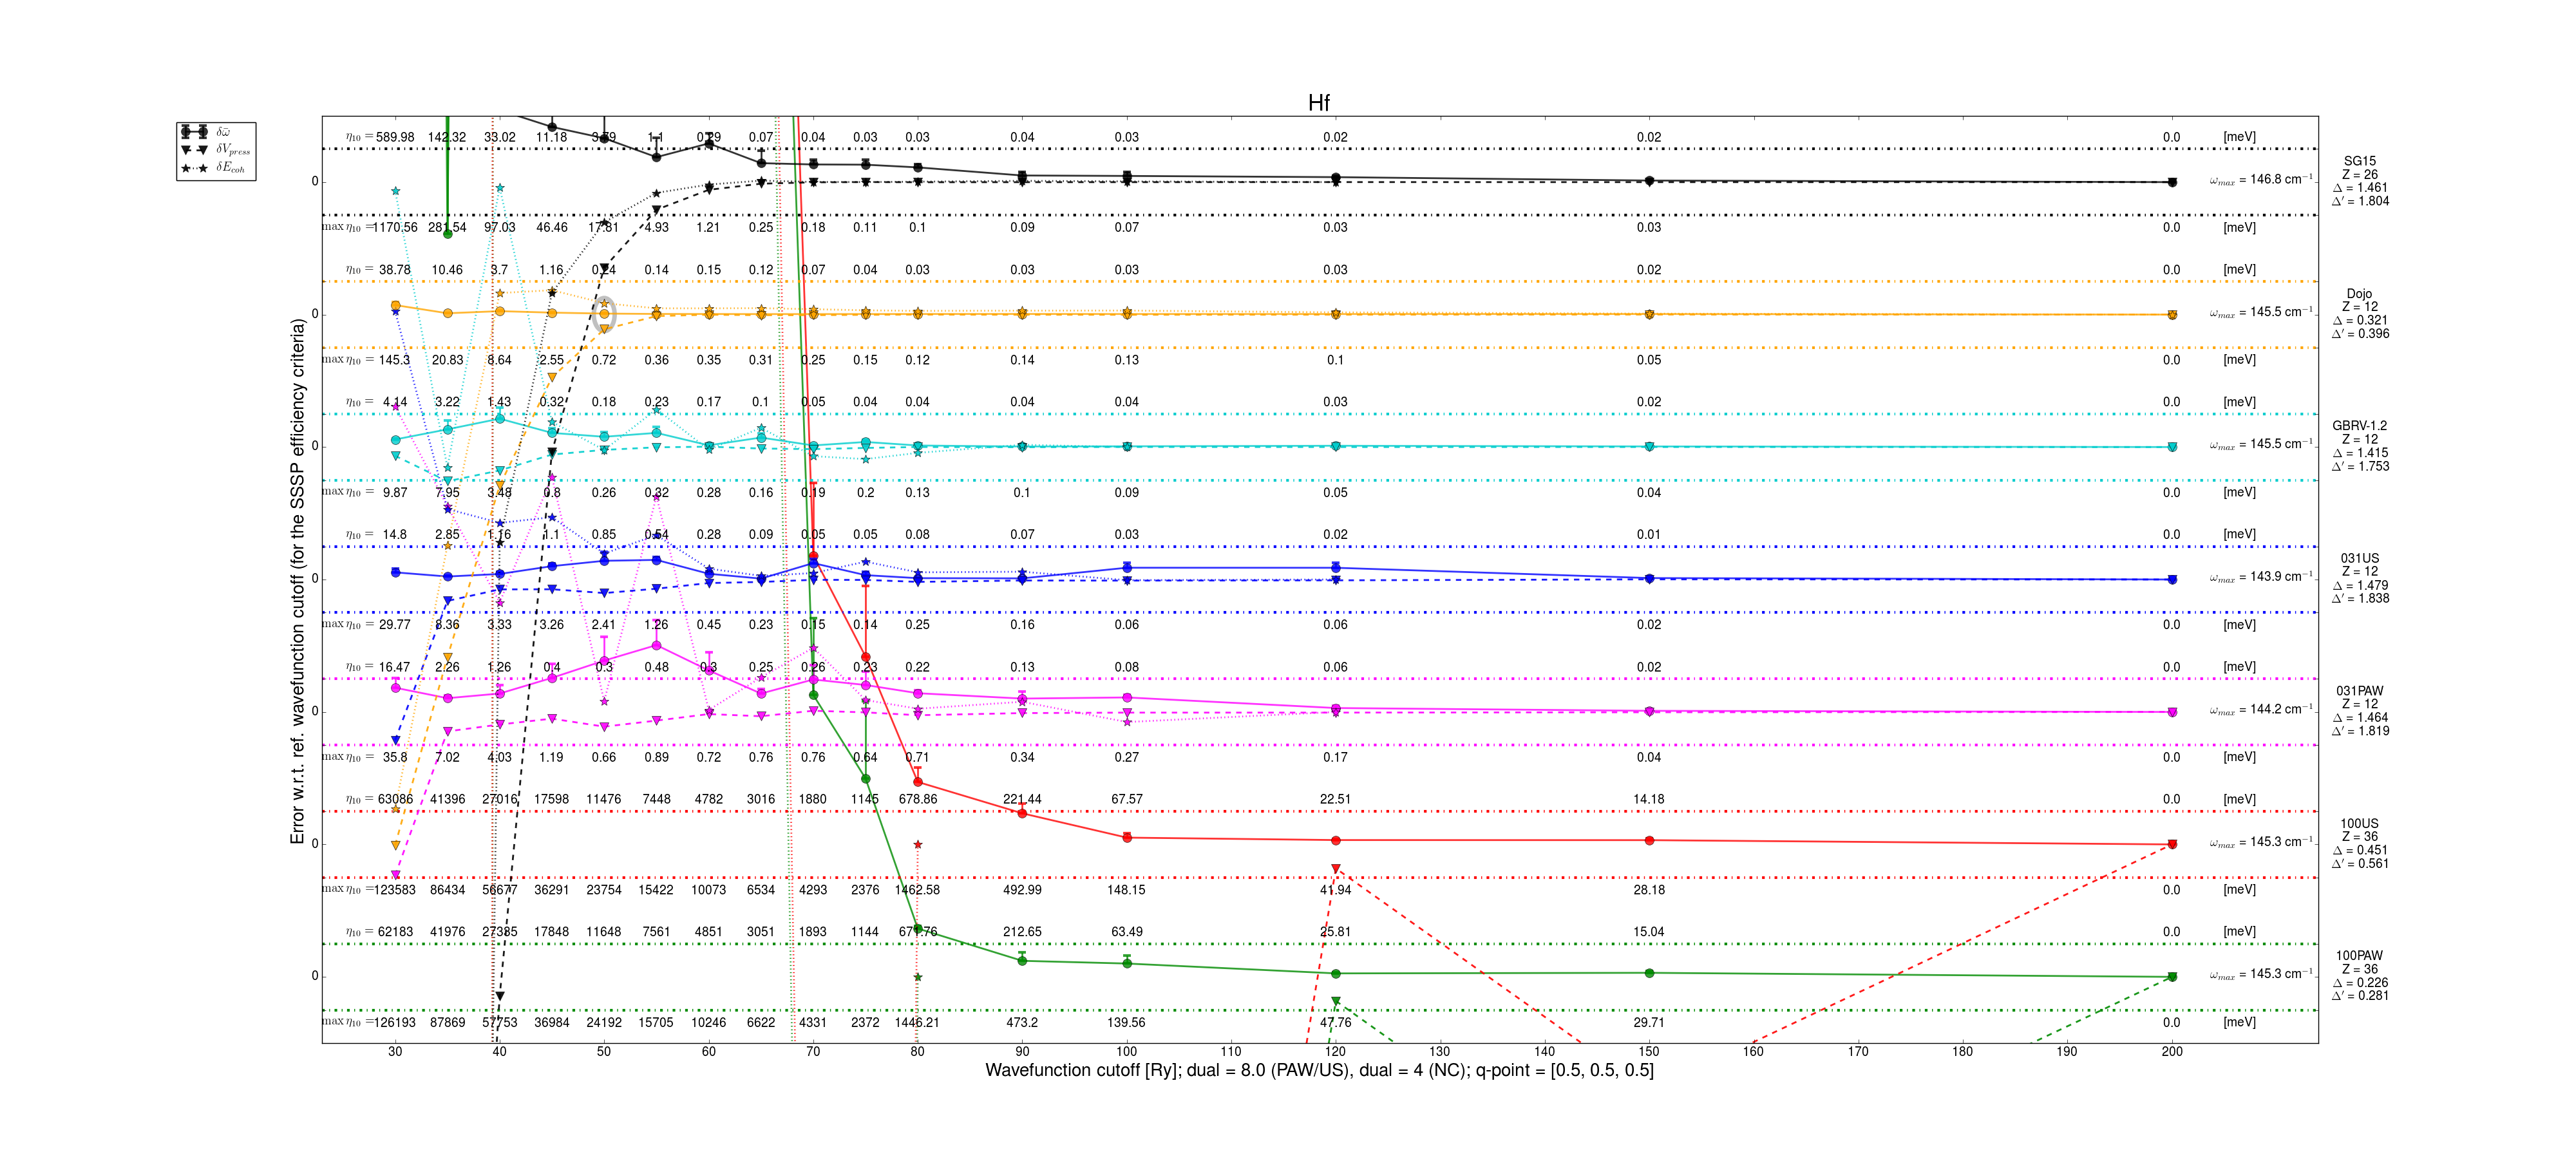 Hf
δω̄
δV_press
δE_coh
Error w.r.t. ref. wavefunction cutoff (for the SSSP efficiency criteria)
η10 = 589.98 142.32 33.02 11.18 3.79 1.1 0.29 0.07 0.04 0.03 0.03 0.04 0.03 0.02 0.02 0.0 [meV]
0 ω_max = 146.8 cm⁻¹
SG15
Z = 26
Δ = 1.461
Δ′ = 1.804
max η10 = 1170.56 281.54 97.03 46.46 17.81 4.93 1.21 0.25 0.18 0.11 0.1 0.09 0.07 0.03 0.03 0.0 [meV]
η10 = 38.78 10.46 3.7 1.16 0.24 0.14 0.15 0.12 0.07 0.04 0.03 0.03 0.03 0.03 0.02 0.0 [meV]
0 ω_max = 145.5 cm⁻¹
Dojo
Z = 12
Δ = 0.321
Δ′ = 0.396
max η10 = 145.3 20.83 8.64 2.55 0.72 0.36 0.35 0.31 0.25 0.15 0.12 0.14 0.13 0.1 0.05 0.0 [meV]
η10 = 4.14 3.22 1.43 0.32 0.18 0.23 0.17 0.1 0.05 0.04 0.04 0.04 0.04 0.03 0.02 0.0 [meV]
0 ω_max = 145.5 cm⁻¹
GBRV-1.2
Z = 12
Δ = 1.415
Δ′ = 1.753
max η10 = 9.87 7.95 3.48 0.8 0.26 0.32 0.28 0.16 0.19 0.2 0.13 0.1 0.09 0.05 0.04 0.0 [meV]
η10 = 14.8 2.85 1.16 1.1 0.85 0.64 0.28 0.09 0.05 0.05 0.08 0.07 0.03 0.02 0.01 0.0 [meV]
0 ω_max = 143.9 cm⁻¹
031US
Z = 12
Δ = 1.479
Δ′ = 1.838
max η10 = 29.77 8.36 3.33 3.26 2.41 1.26 0.45 0.23 0.15 0.14 0.25 0.16 0.06 0.06 0.02 0.0 [meV]
η10 = 16.47 2.26 1.26 0.4 0.3 0.48 0.3 0.25 0.26 0.23 0.22 0.13 0.08 0.06 0.02 0.0 [meV]
0 ω_max = 144.2 cm⁻¹
031PAW
Z = 12
Δ = 1.464
Δ′ = 1.819
max η10 = 35.8 7.02 4.03 1.19 0.66 0.89 0.72 0.76 0.76 0.64 0.71 0.34 0.27 0.17 0.04 0.0 [meV]
η10 = 63086 41396 27016 17598 11476 7448 4782 3016 1880 1145 678.86 221.44 67.57 22.51 14.18 0.0 [meV]
0 ω_max = 145.3 cm⁻¹
100US
Z = 36
Δ = 0.451
Δ′ = 0.561
max η10 = 123583 86434 56677 36291 23754 15422 10073 6534 4293 2376 1462.58 492.99 148.15 41.94 28.18 0.0 [meV]
η10 = 62183 41976 27385 17848 11648 7561 4851 3051 1893 1144 671.76 212.65 63.49 25.81 15.04 0.0 [meV]
0 ω_max = 145.3 cm⁻¹
100PAW
Z = 36
Δ = 0.226
Δ′ = 0.281
max η10 = 126193 87869 57753 36984 24192 15705 10246 6622 4331 2372 1446.21 473.2 139.56 47.76 29.71 0.0 [meV]
30 40 50 60 70 80 90 100 110 120 130 140 150 160 170 180 190 200
Wavefunction cutoff [Ry]; dual = 8.0 (PAW/US), dual = 4 (NC); q-point = [0.5, 0.5, 0.5]